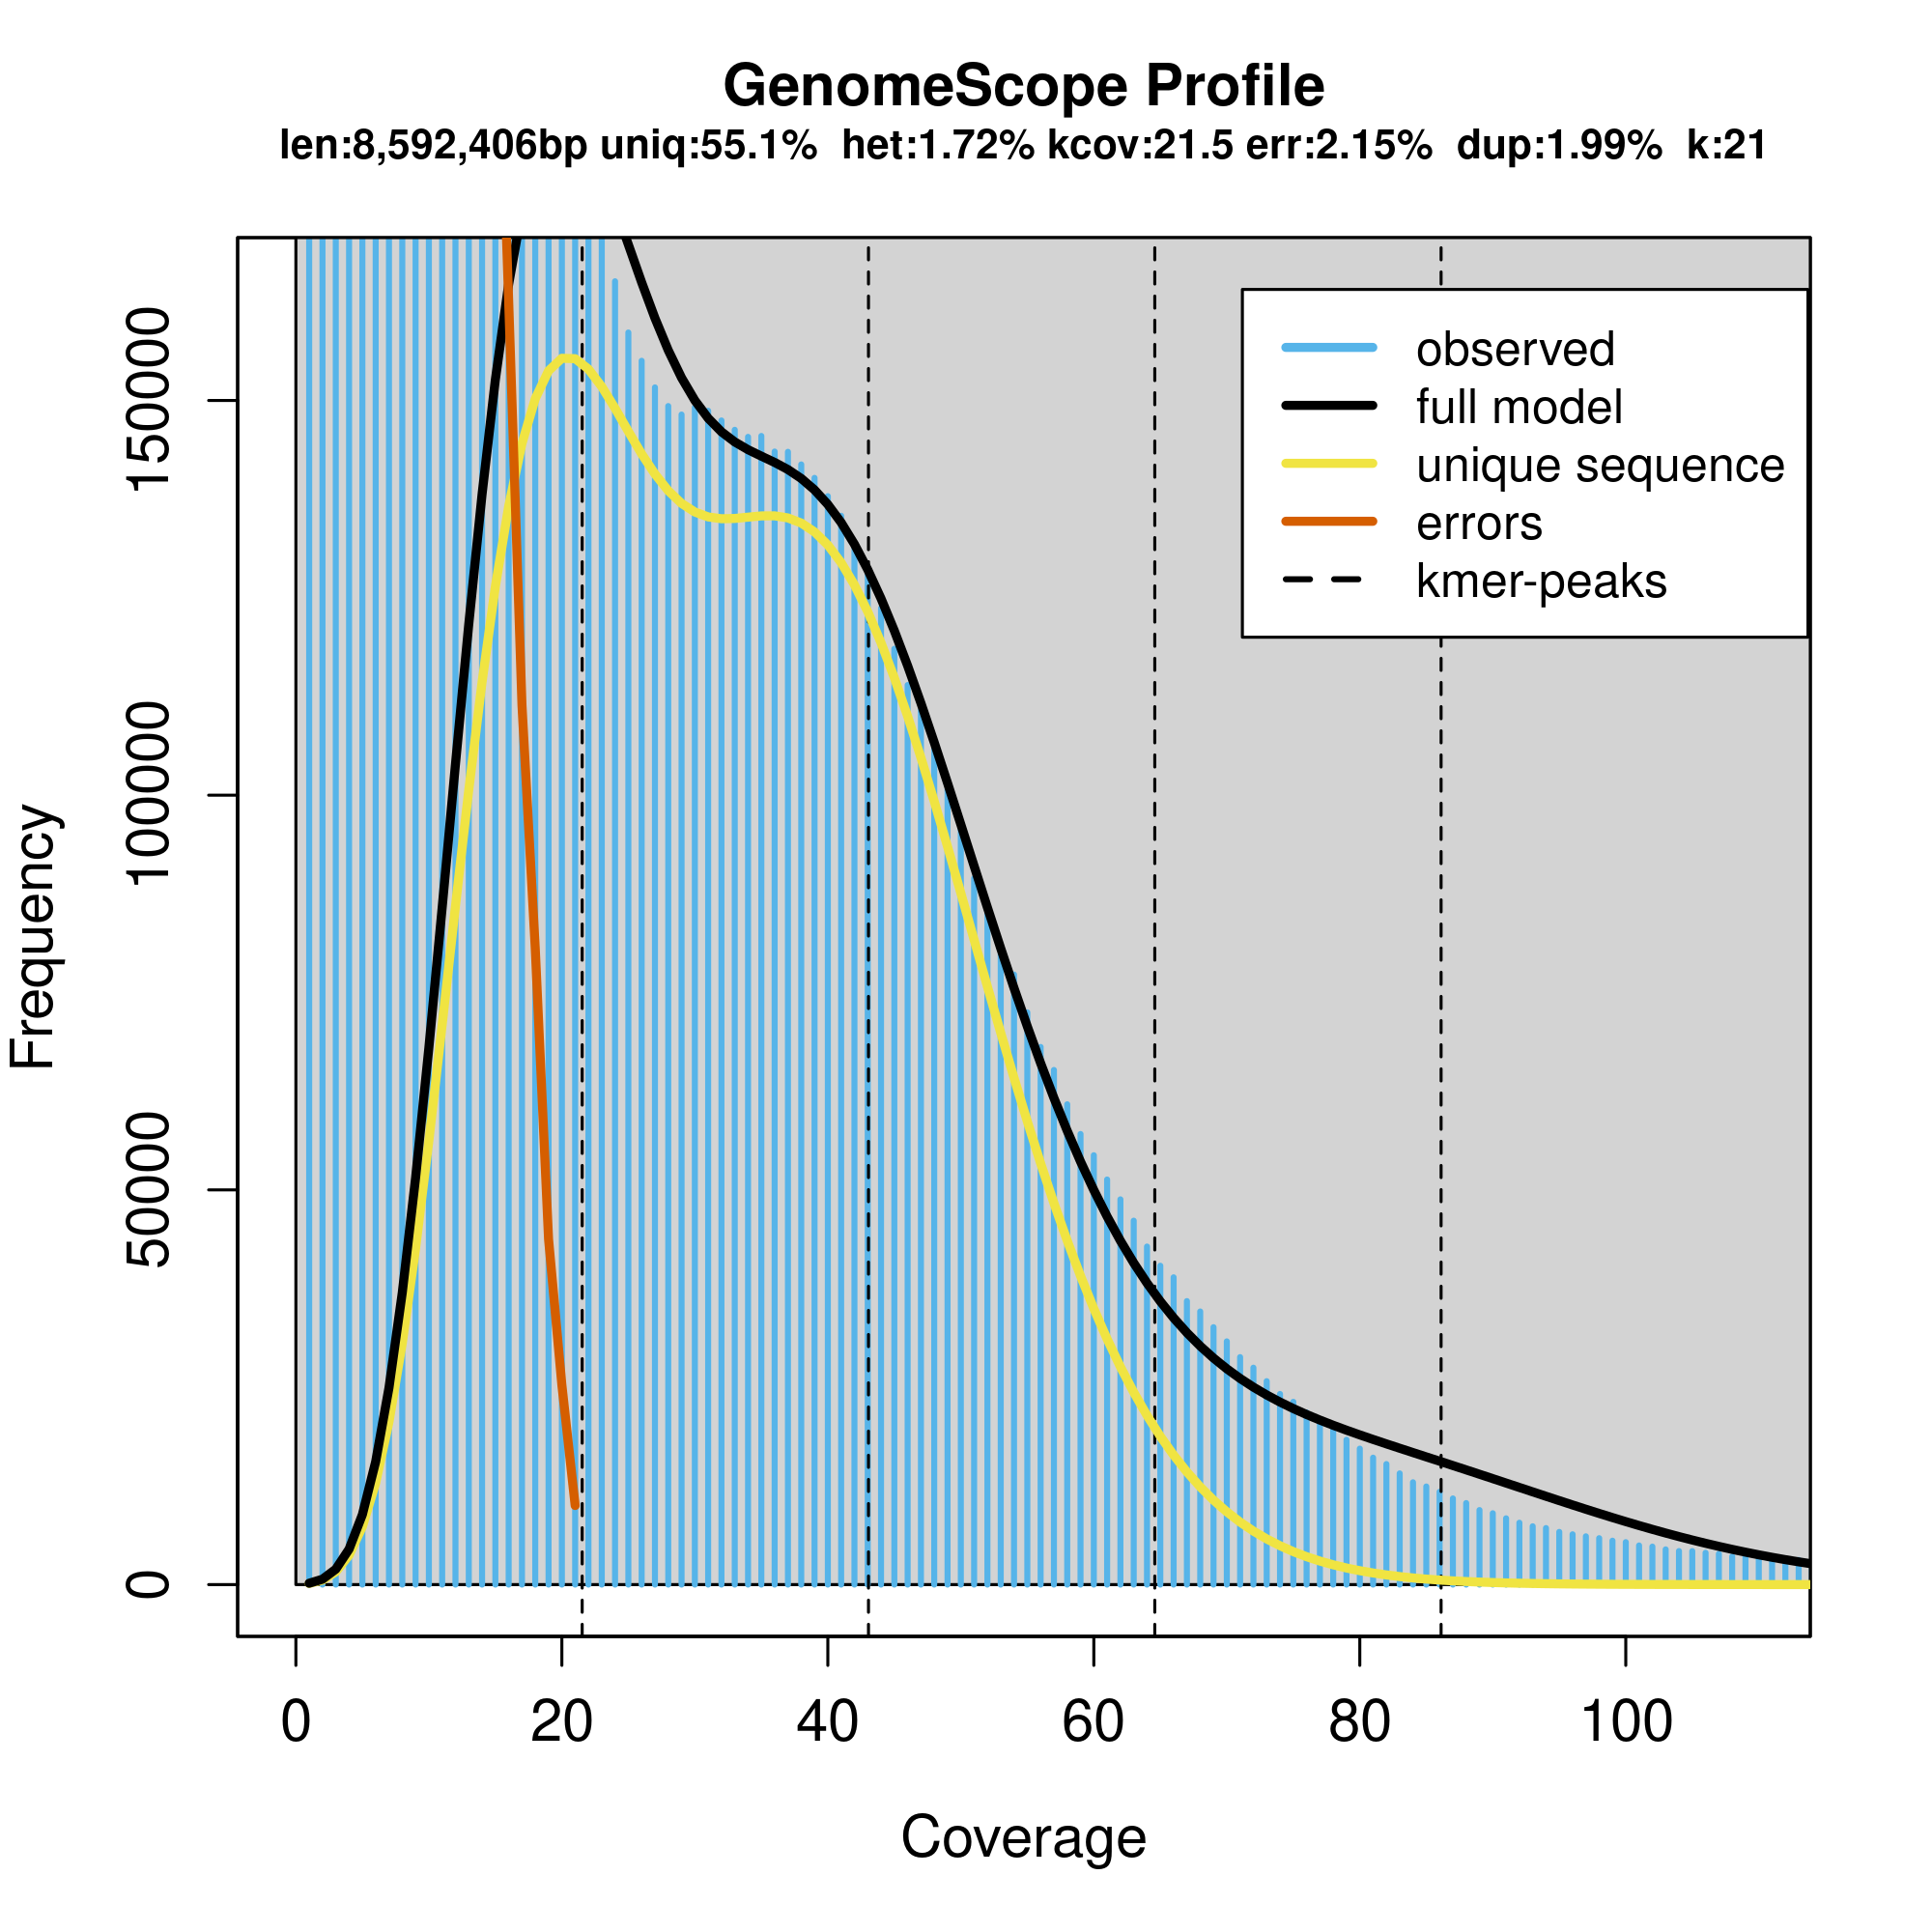 GenomeScope Profile
len:8,592,406bp uniq:55.1% het:1.72% kcov:21.5 err:2.15% dup:1.99% k:21
observed
full model
unique sequence
errors
kmer-peaks
Frequency
150000
100000
50000
0
0 20 40 60 80 100
Coverage